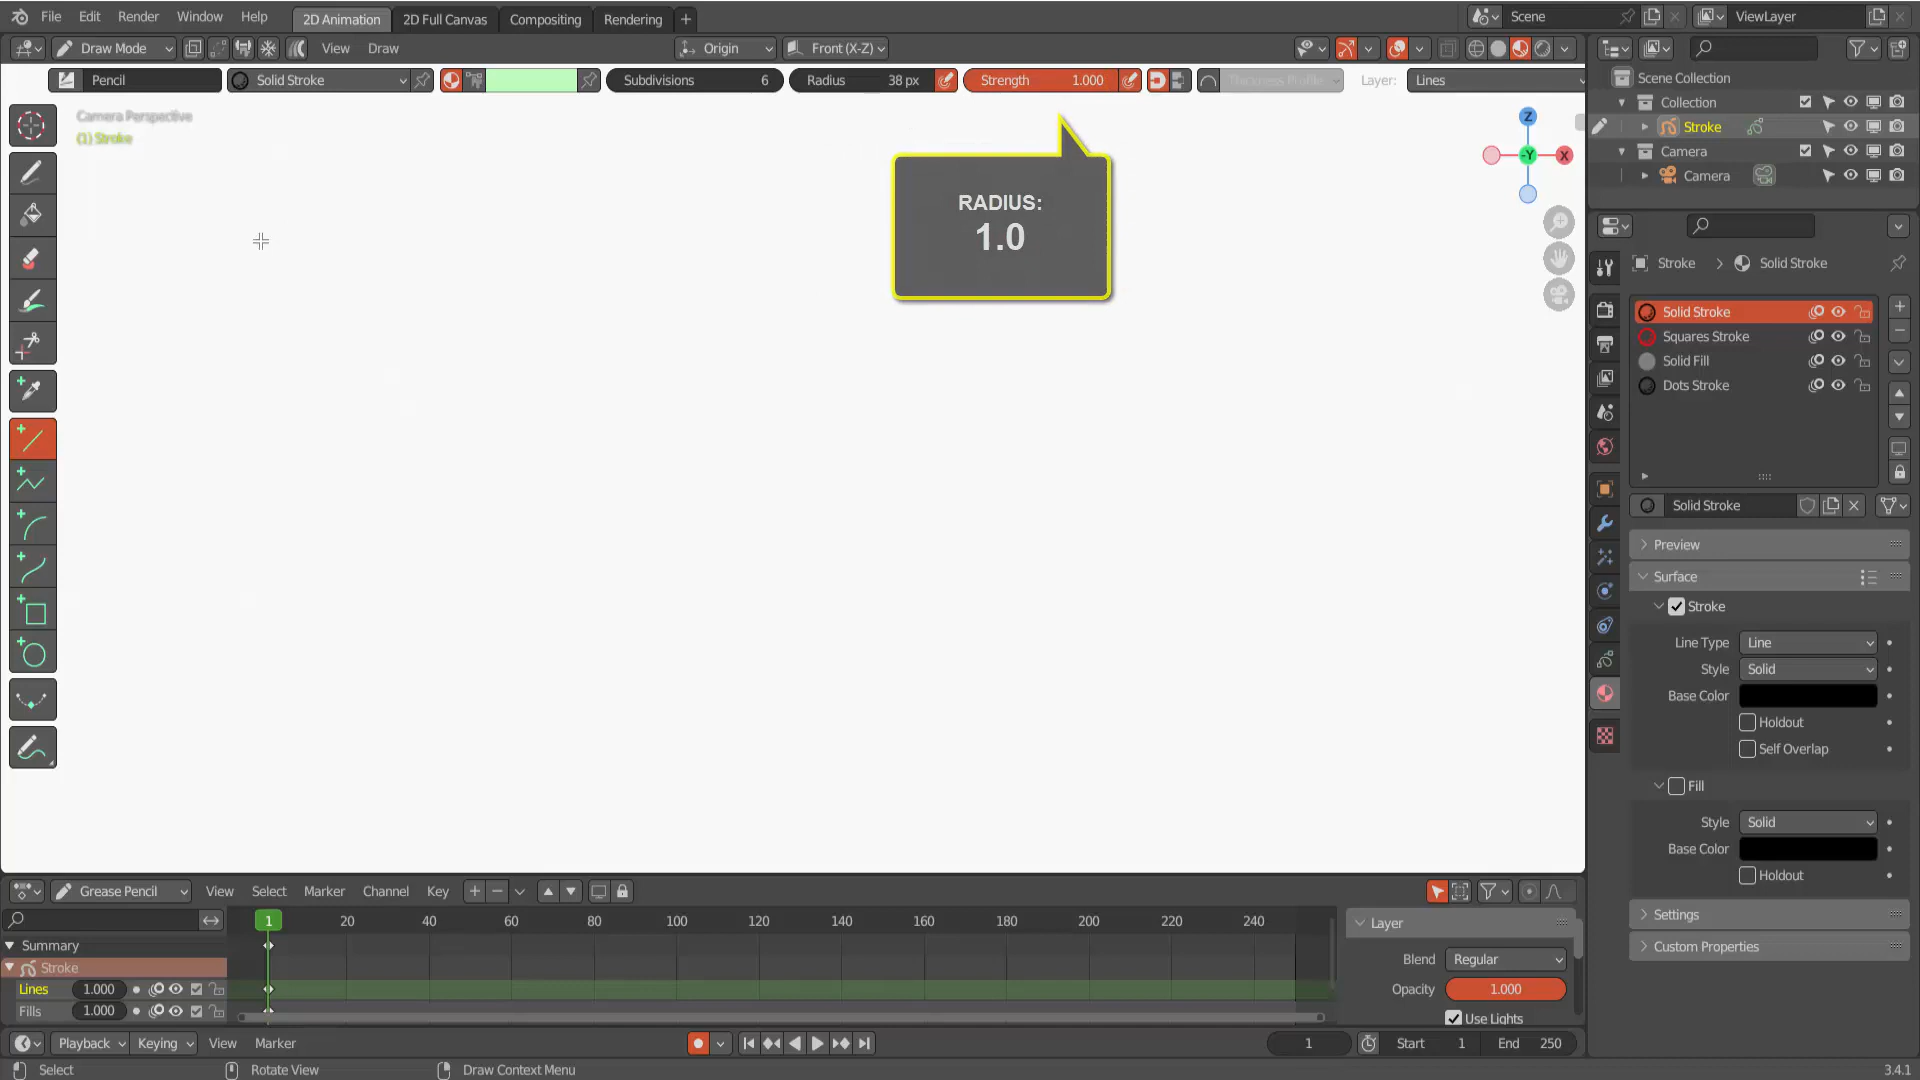 File Edit Render Window Help 2D Animation 2D Full Canvas Compositing Rendering Scene ViewLayer
Draw Mode View Draw Origin Front (X-Z)
Pencil Solid Stroke Subdivisions 6 Radius 38 px Strength 1.000 Thickness Profile Layer: Lines
Camera Perspective
(1) Stroke
Z
-Y
X
RADIUS:
1.0
Scene Collection
Collection
Stroke
Camera
Camera
Stroke Solid Stroke
Solid Stroke
Squares Stroke
Solid Fill
Dots Stroke
Solid Stroke
Preview
Surface
Stroke
Line Type Line
Style Solid
Base Color
Holdout
Self Overlap
Fill
Style Solid
Base Color
Holdout
Settings
Custom Properties
Grease Pencil View Select Marker Channel Key
1 20 40 60 80 100 120 140 160 180 200 220 240
Summary
Stroke
Lines 1.000
Fills 1.000
Layer
Blend Regular
Opacity 1.000
Use Lights
Playback Keying View Marker 1 Start 1 End 250
Select Rotate View Draw Context Menu 3.4.1